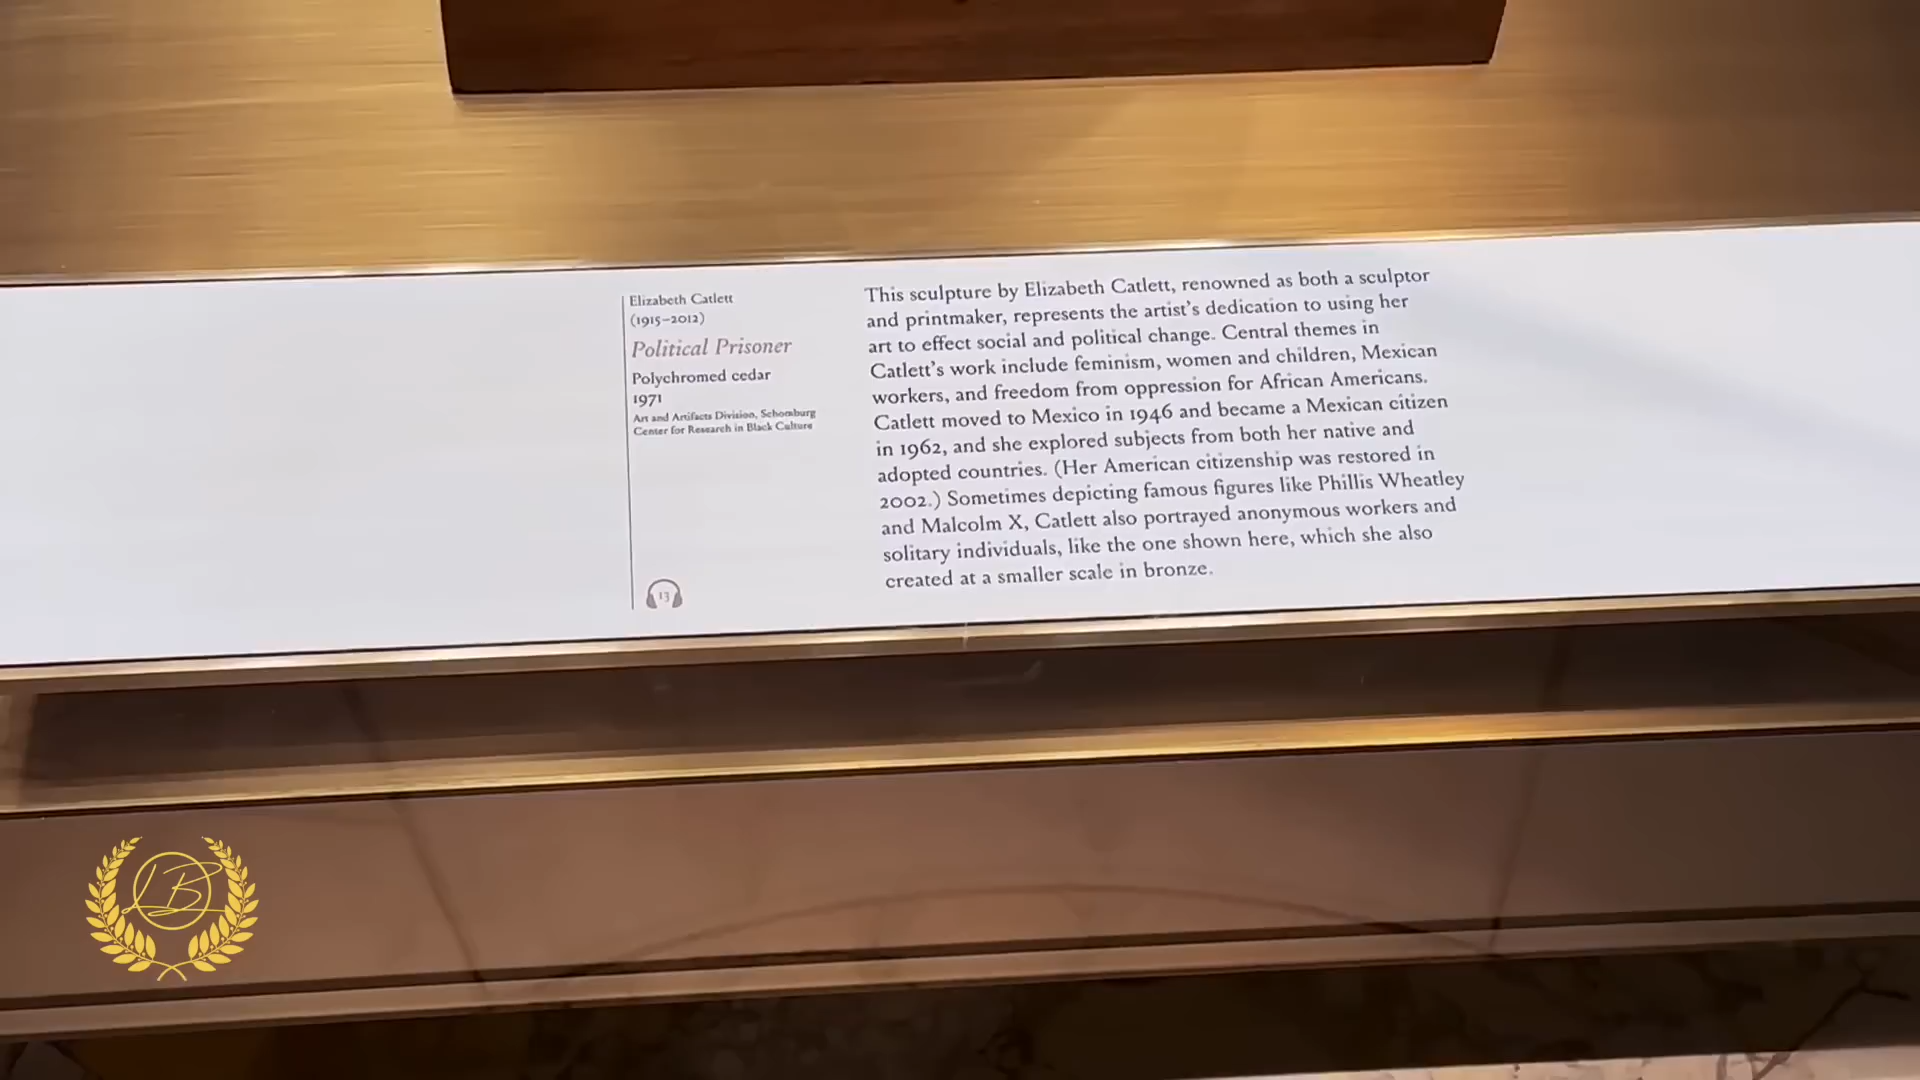 Elizabeth Catlett
(1915–2012)
Political Prisoner
Polychromed cedar
1971
Art and Artifacts Division, Schomburg
Center for Research in Black Culture
13
This sculpture by Elizabeth Catlett, renowned as both a sculptor
and printmaker, represents the artist's dedication to using her
art to effect social and political change. Central themes in
Catlett's work include feminism, women and children, Mexican
workers, and freedom from oppression for African Americans.
Catlett moved to Mexico in 1946 and became a Mexican citizen
in 1962, and she explored subjects from both her native and
adopted countries. (Her American citizenship was restored in
2002.) Sometimes depicting famous figures like Phillis Wheatley
and Malcolm X, Catlett also portrayed anonymous workers and
solitary individuals, like the one shown here, which she also
created at a smaller scale in bronze.
LB